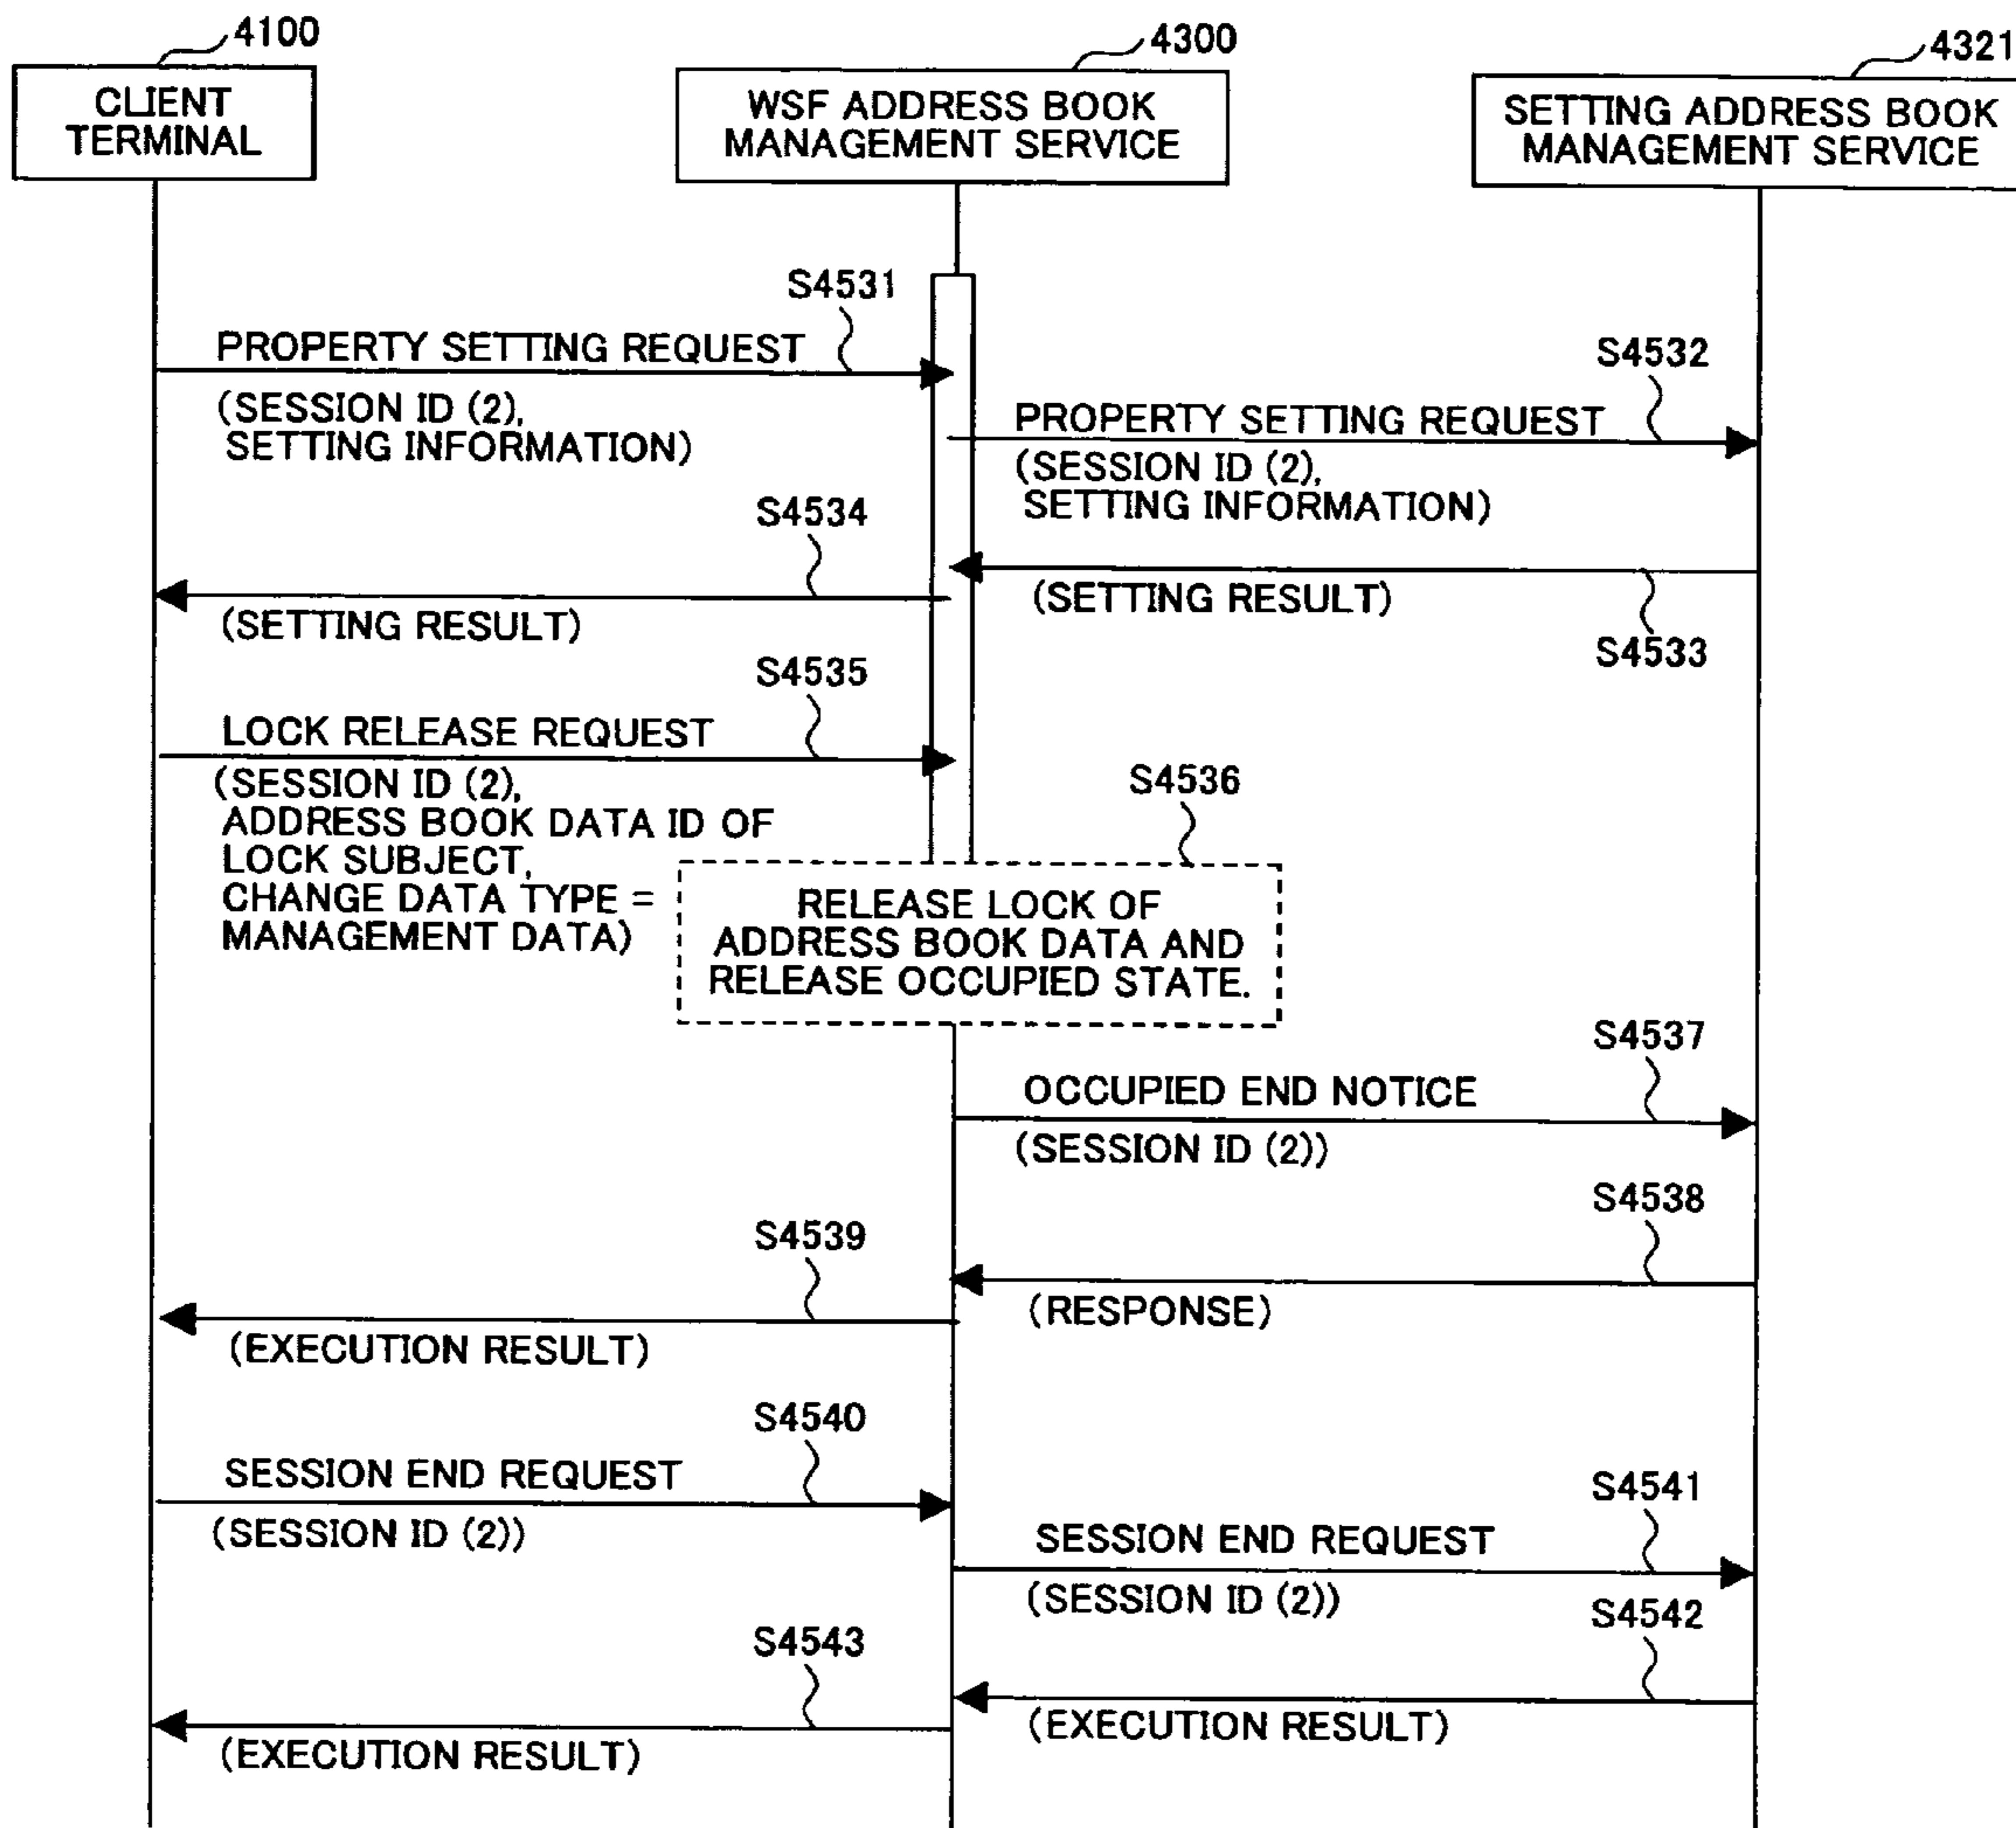 4100
4300
4321
CLIENT
TERMINAL
WSF ADDRESS BOOK
MANAGEMENT SERVICE
SETTING ADDRESS BOOK
MANAGEMENT SERVICE
S4531
PROPERTY SETTING REQUEST
(SESSION ID (2),
SETTING INFORMATION)
S4532
PROPERTY SETTING REQUEST
(SESSION ID (2),
SETTING INFORMATION)
S4534
(SETTING RESULT)
(SETTING RESULT)
S4533
S4535
LOCK RELEASE REQUEST
(SESSION ID (2),
ADDRESS BOOK DATA ID OF
LOCK SUBJECT,
CHANGE DATA TYPE =
MANAGEMENT DATA)
S4536
RELEASE LOCK OF
ADDRESS BOOK DATA AND
RELEASE OCCUPIED STATE.
S4537
OCCUPIED END NOTICE
(SESSION ID (2))
S4538
(RESPONSE)
S4539
(EXECUTION RESULT)
S4540
SESSION END REQUEST
(SESSION ID (2))
S4541
SESSION END REQUEST
(SESSION ID (2))
S4542
(EXECUTION RESULT)
S4543
(EXECUTION RESULT)